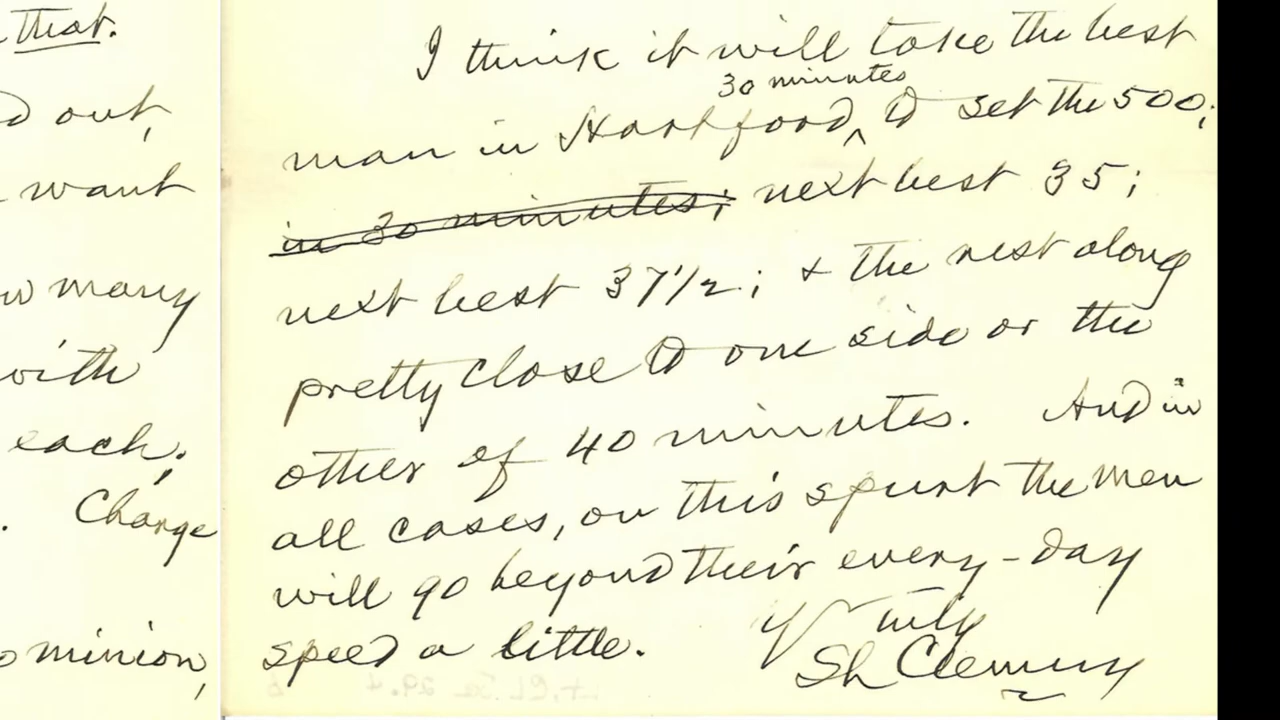 that.
d out,
want
w many
with
each;
. Charge
o minion,
I think it will take the best
30 minutes
man in Hartford ^ to set the 500;
in 30 minutes; next best 35;
next best 37 1/2; & the rest along
pretty close to one side or the
other of 40 minutes. And in
all cases, on this spurt the men
will go beyond their every-day
speed a little.
Y truly
SL Clemens